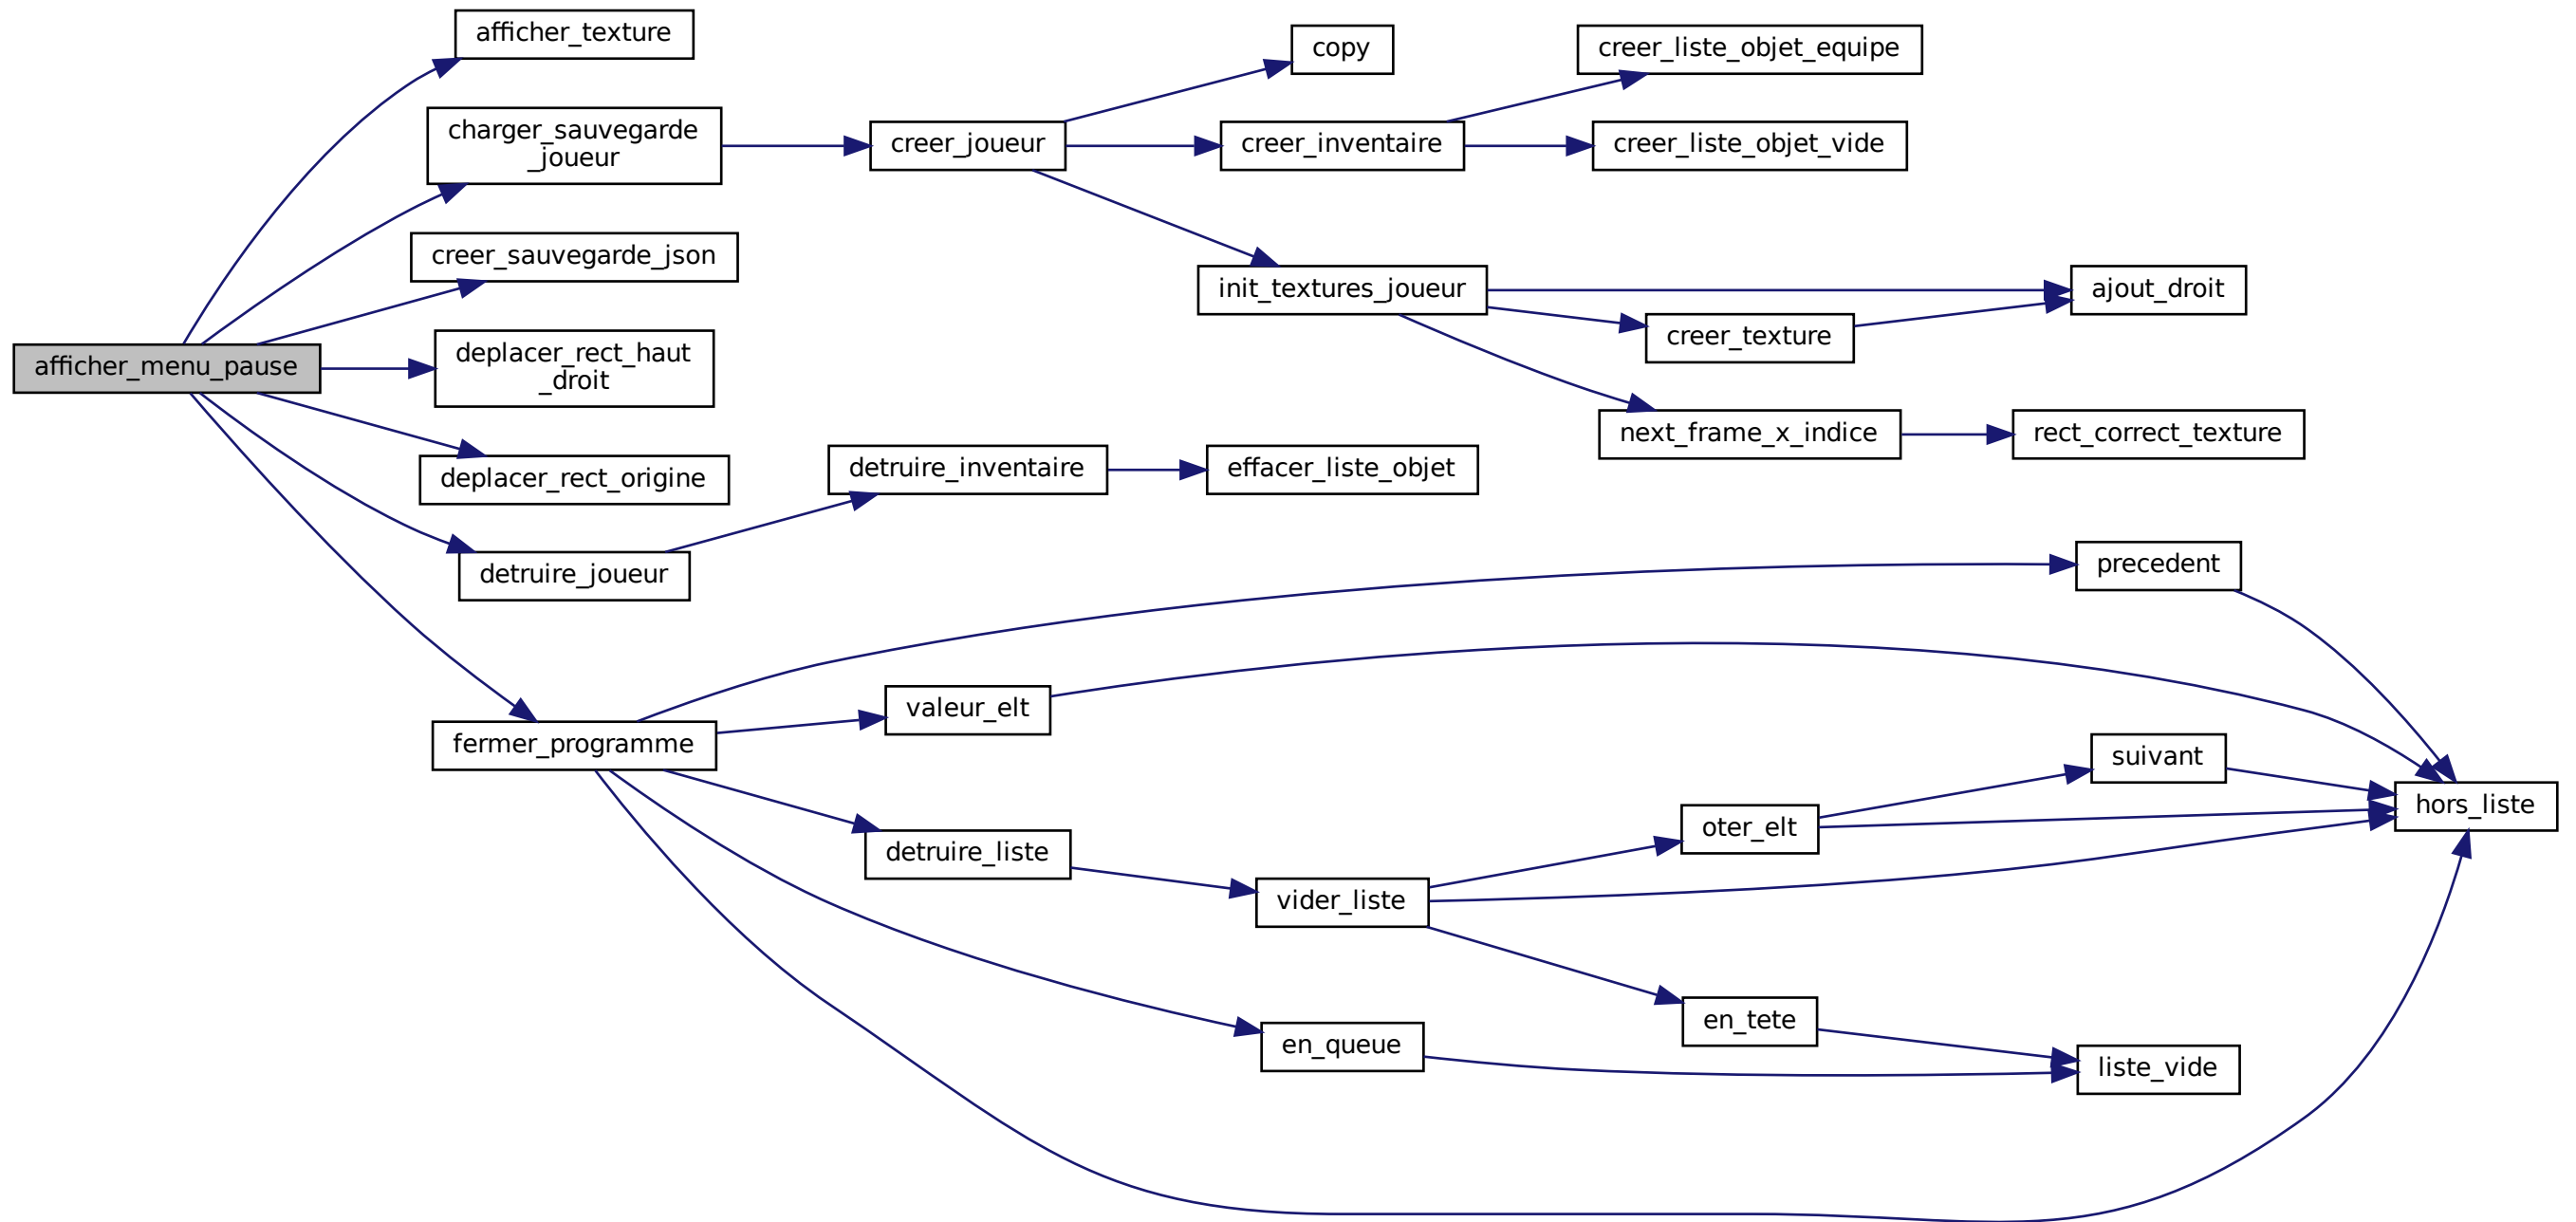 afficher_texture
copy
creer_liste_objet_equipe
charger_sauvegarde
_joueur
creer_joueur
creer_inventaire
creer_liste_objet_vide
creer_sauvegarde_json
init_textures_joueur
ajout_droit
creer_texture
afficher_menu_pause
deplacer_rect_haut
_droit
next_frame_x_indice
rect_correct_texture
deplacer_rect_origine
detruire_inventaire
effacer_liste_objet
detruire_joueur
precedent
valeur_elt
fermer_programme
suivant
hors_liste
oter_elt
detruire_liste
vider_liste
en_tete
en_queue
liste_vide